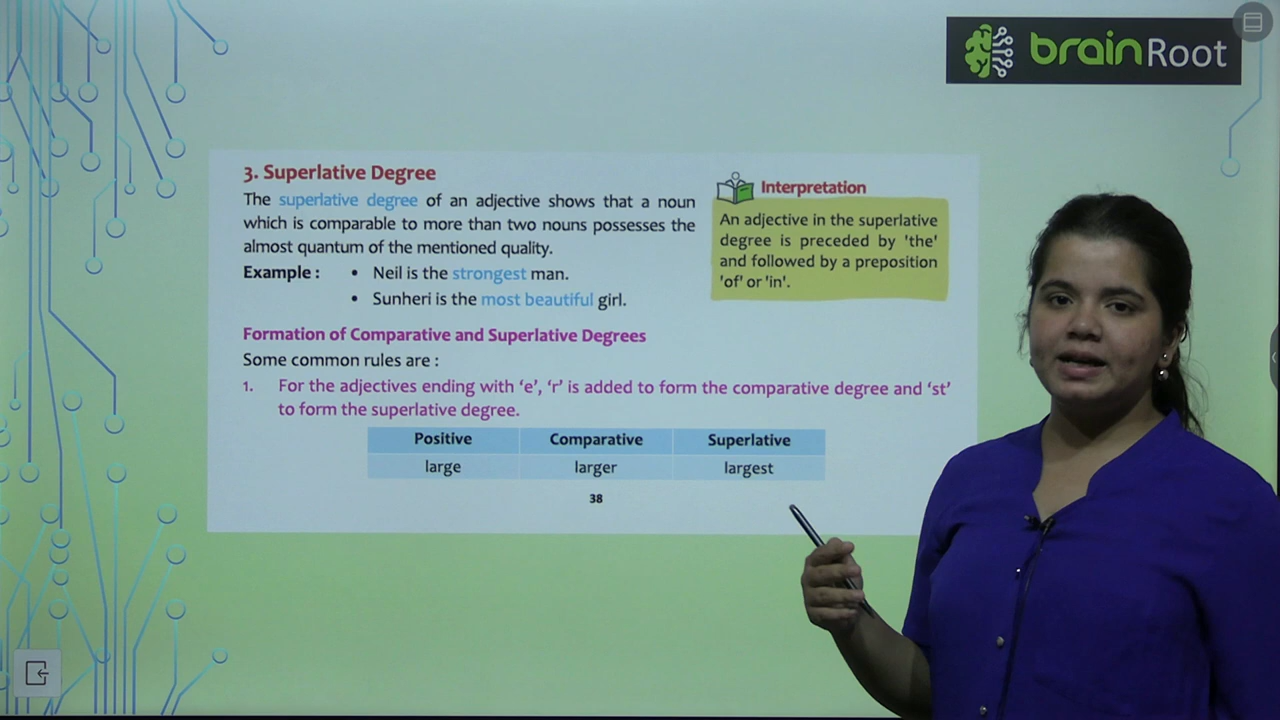 brainRoot
3. Superlative Degree
The superlative degree of an adjective shows that a noun
which is comparable to more than two nouns possesses the
almost quantum of the mentioned quality.
Example : • Neil is the strongest man.
• Sunheri is the most beautiful girl.
Interpretation
An adjective in the superlative
degree is preceded by 'the'
and followed by a preposition
'of' or 'in'.
Formation of Comparative and Superlative Degrees
Some common rules are :
1. For the adjectives ending with ‘e’, ‘r’ is added to form the comparative degree and ‘st’
to form the superlative degree.
Positive Comparative Superlative
large larger largest
38